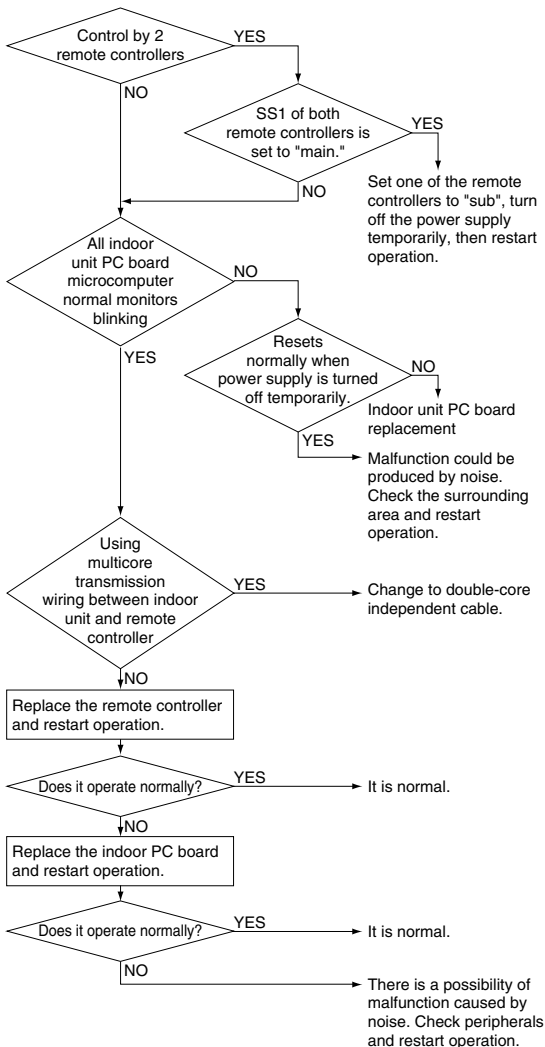 Control by 2
remote controllers
YES
NO
SS1 of both
remote controllers is
set to "main."
YES
NO
Set one of the remote
controllers to "sub", turn
off the power supply
temporarily, then restart
operation.
All indoor
unit PC board
microcomputer
normal monitors
blinking
NO
YES
Resets
normally when
power supply is turned
off temporarily.
NO
Indoor unit PC board
replacement
YES
Malfunction could be
produced by noise.
Check the surrounding
area and restart
operation.
Using
multicore
transmission
wiring between indoor
unit and remote
controller
YES
Change to double-core
independent cable.
NO
Replace the remote controller
and restart operation.
Does it operate normally?
YES
It is normal.
NO
Replace the indoor PC board
and restart operation.
Does it operate normally?
YES
It is normal.
NO
There is a possibility of
malfunction caused by
noise. Check peripherals
and restart operation.